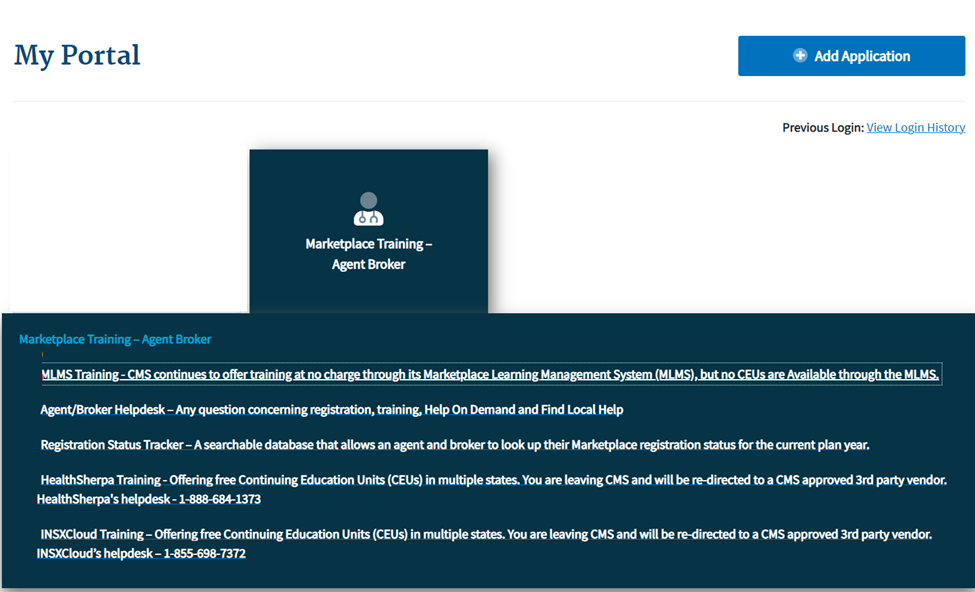 My Portal
Add Application
Previous Login: View Login History
Marketplace Training –
Agent Broker
Marketplace Training – Agent Broker
MLMS Training - CMS continues to offer training at no charge through its Marketplace Learning Management System (MLMS), but no CEUs are Available through the MLMS.
Agent/Broker Helpdesk – Any question concerning registration, training, Help On Demand and Find Local Help
Registration Status Tracker – A searchable database that allows an agent and broker to look up their Marketplace registration status for the current plan year.
HealthSherpa Training - Offering free Continuing Education Units (CEUs) in multiple states. You are leaving CMS and will be re-directed to a CMS approved 3rd party vendor.
HealthSherpa's helpdesk - 1-888-684-1373
INSXCloud Training – Offering free Continuing Education Units (CEUs) in multiple states. You are leaving CMS and will be re-directed to a CMS approved 3rd party vendor.
INSXCloud’s helpdesk – 1-855-698-7372